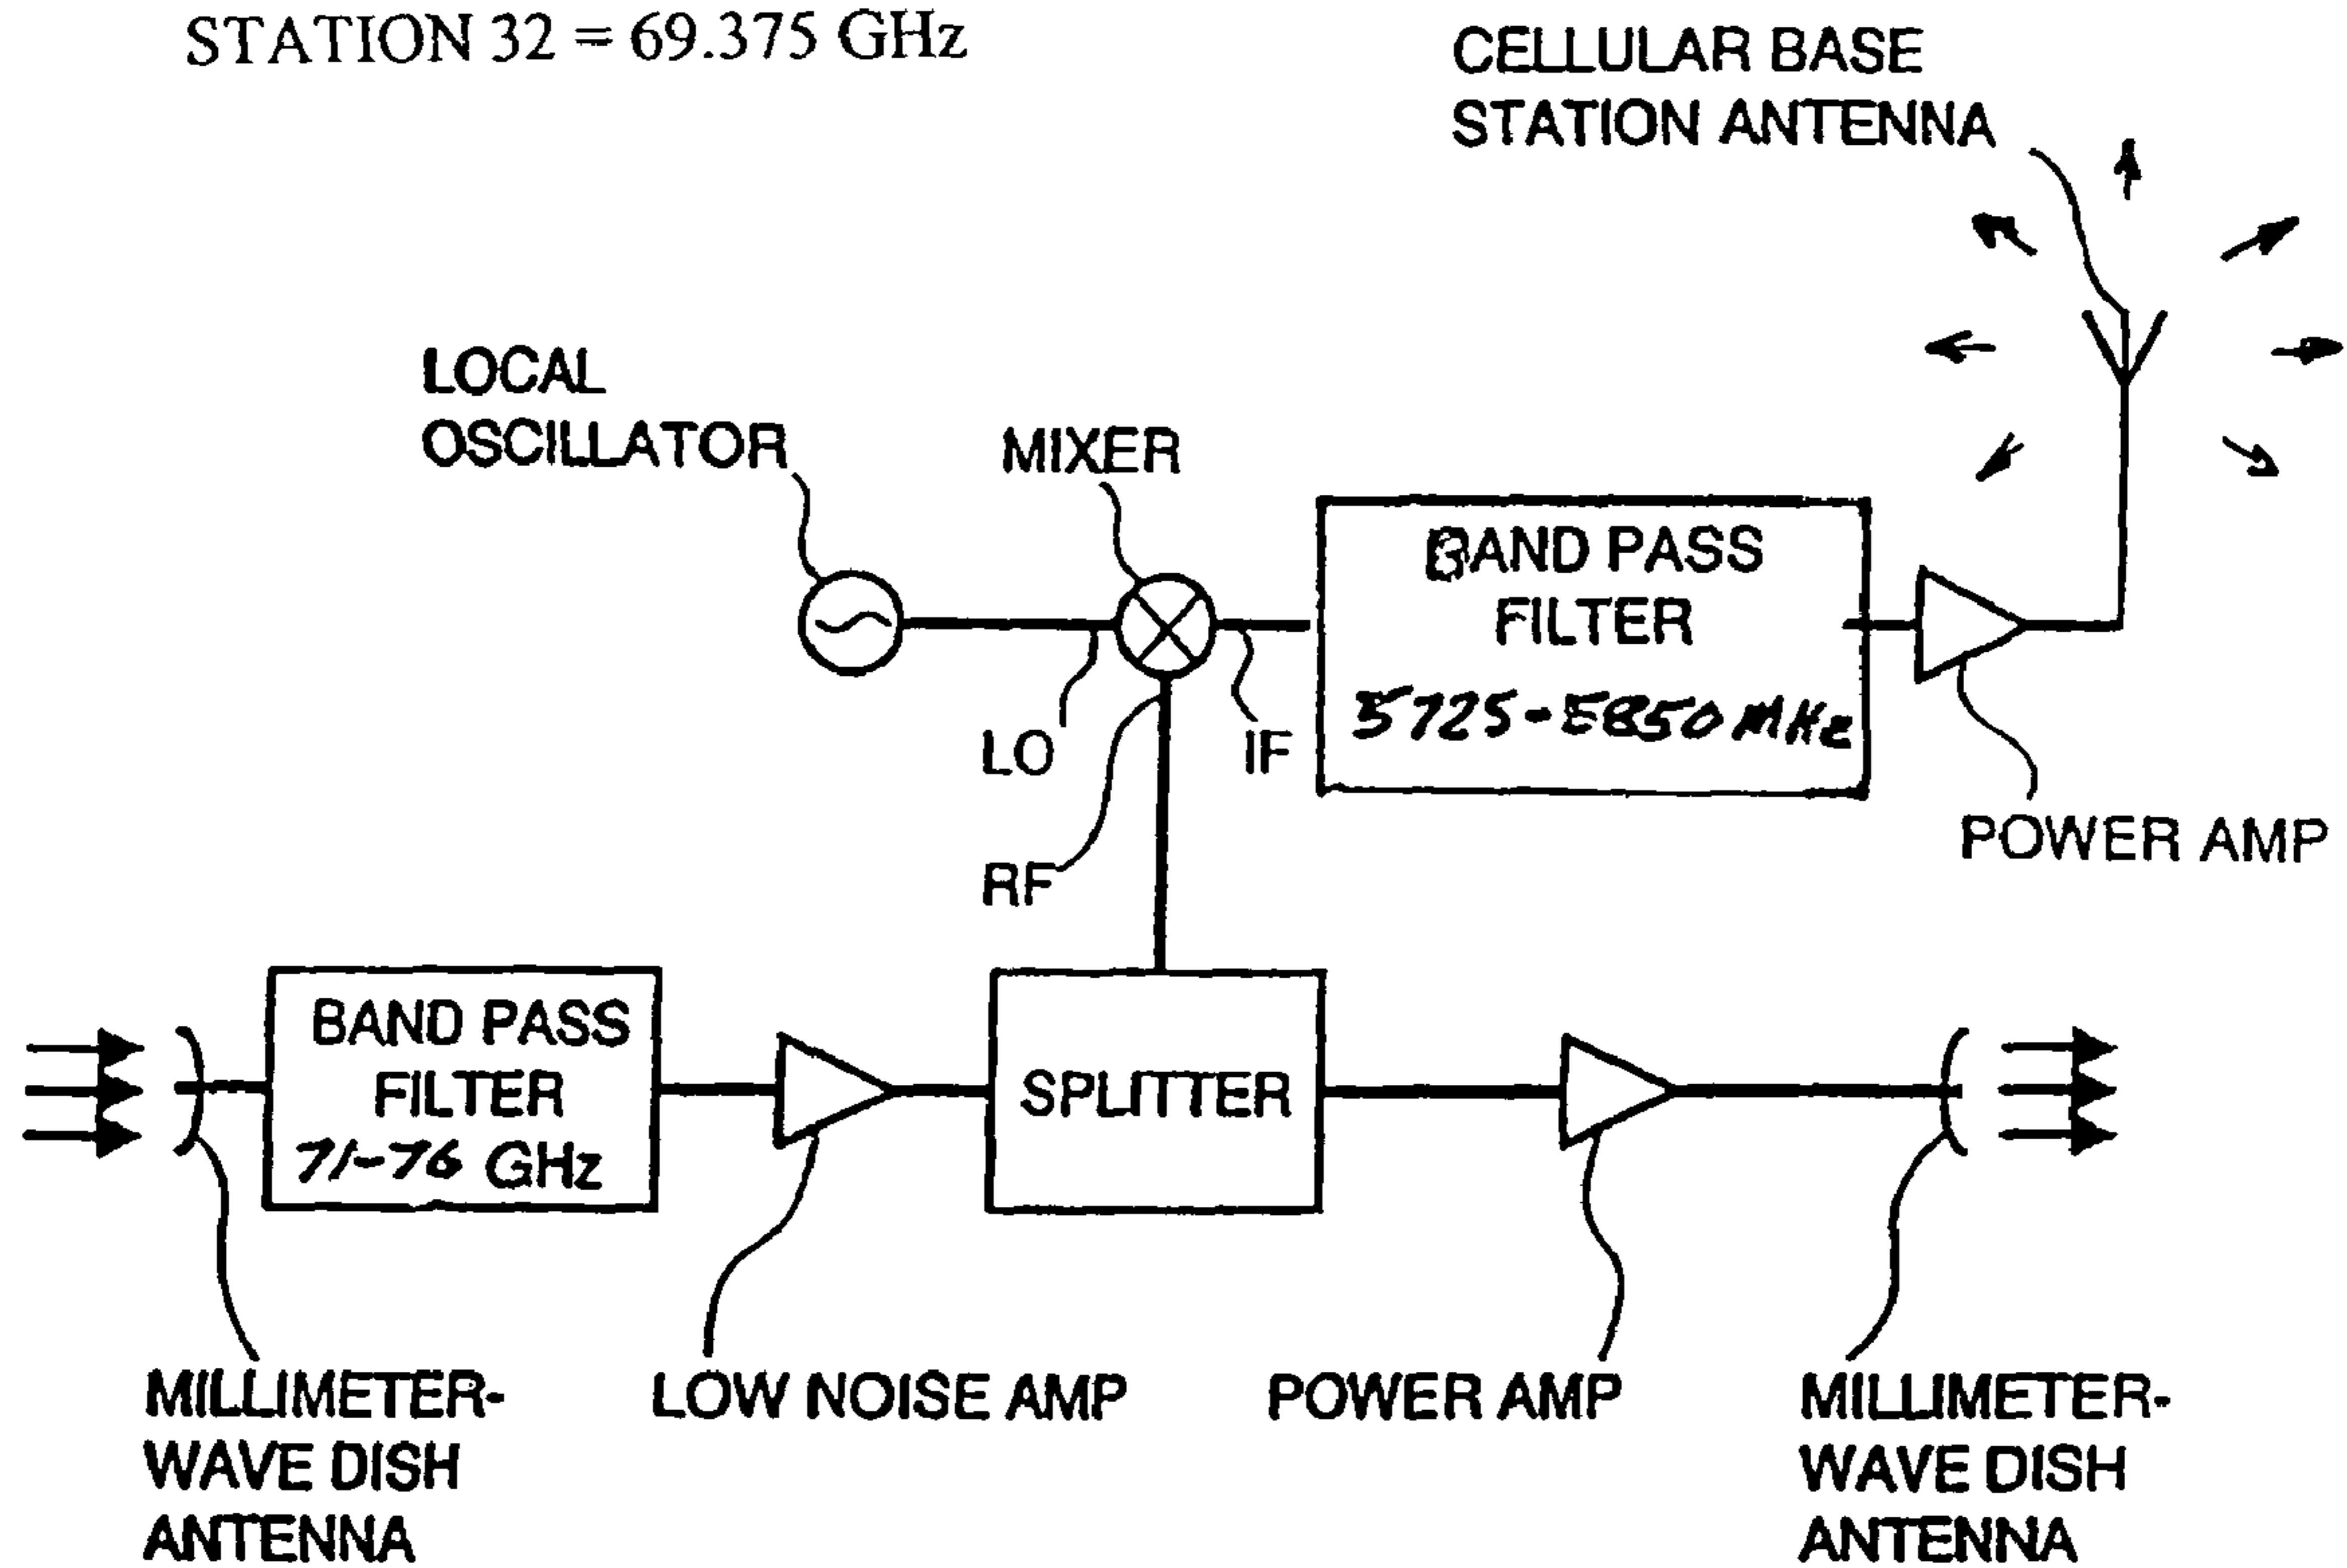 STATION 32 = 69.375 GHz
CELLULAR BASE
STATION ANTENNA
LOCAL
OSCILLATOR
MIXER
BAND PASS
FILTER
5725-5850 MHz
LO
IF
RF
POWER AMP
BAND PASS
FILTER
71-76 GHz
SPLITTER
MILLIMETER-
WAVE DISH
ANTENNA
LOW NOISE AMP
POWER AMP
MILLIMETER-
WAVE DISH
ANTENNA